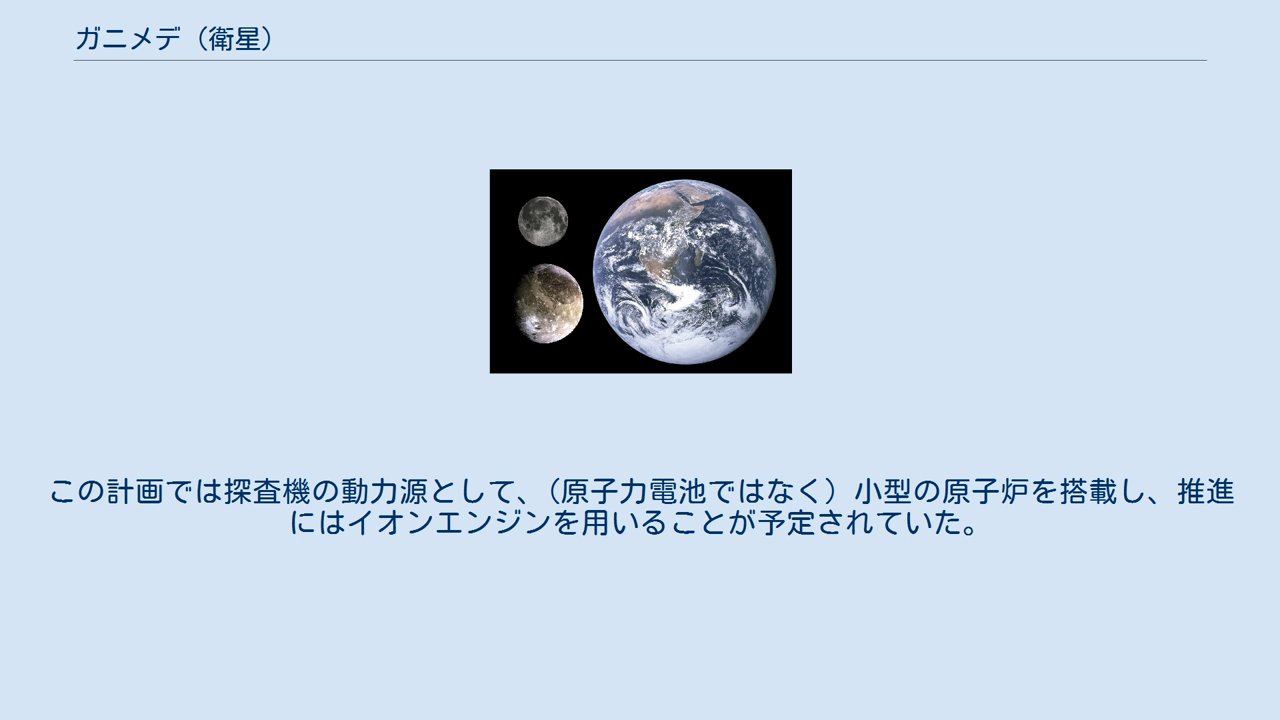 ガニメデ（衛星）
この計画では探査機の動力源として、（原子力電池ではなく）小型の原子炉を搭載し、推進
にはイオンエンジンを用いることが予定されていた。